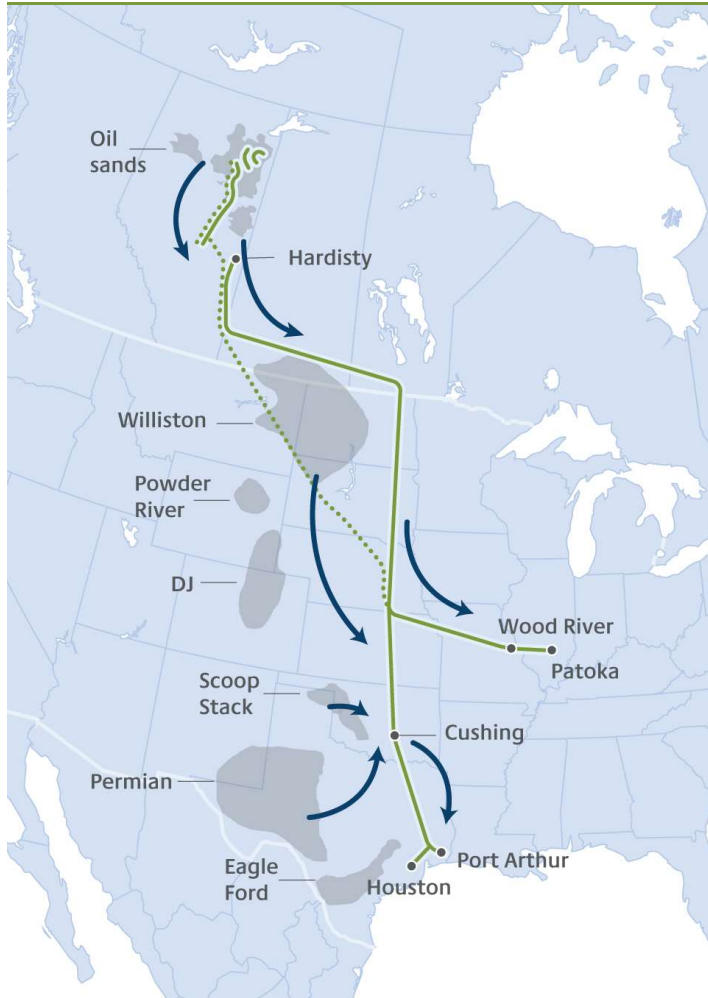 Oil
sands
Hardisty
Williston
Powder
River
DJ
Wood River
Patoka
Scoop
Stack
Cushing
Permian
Eagle
Ford
Port Arthur
Houston